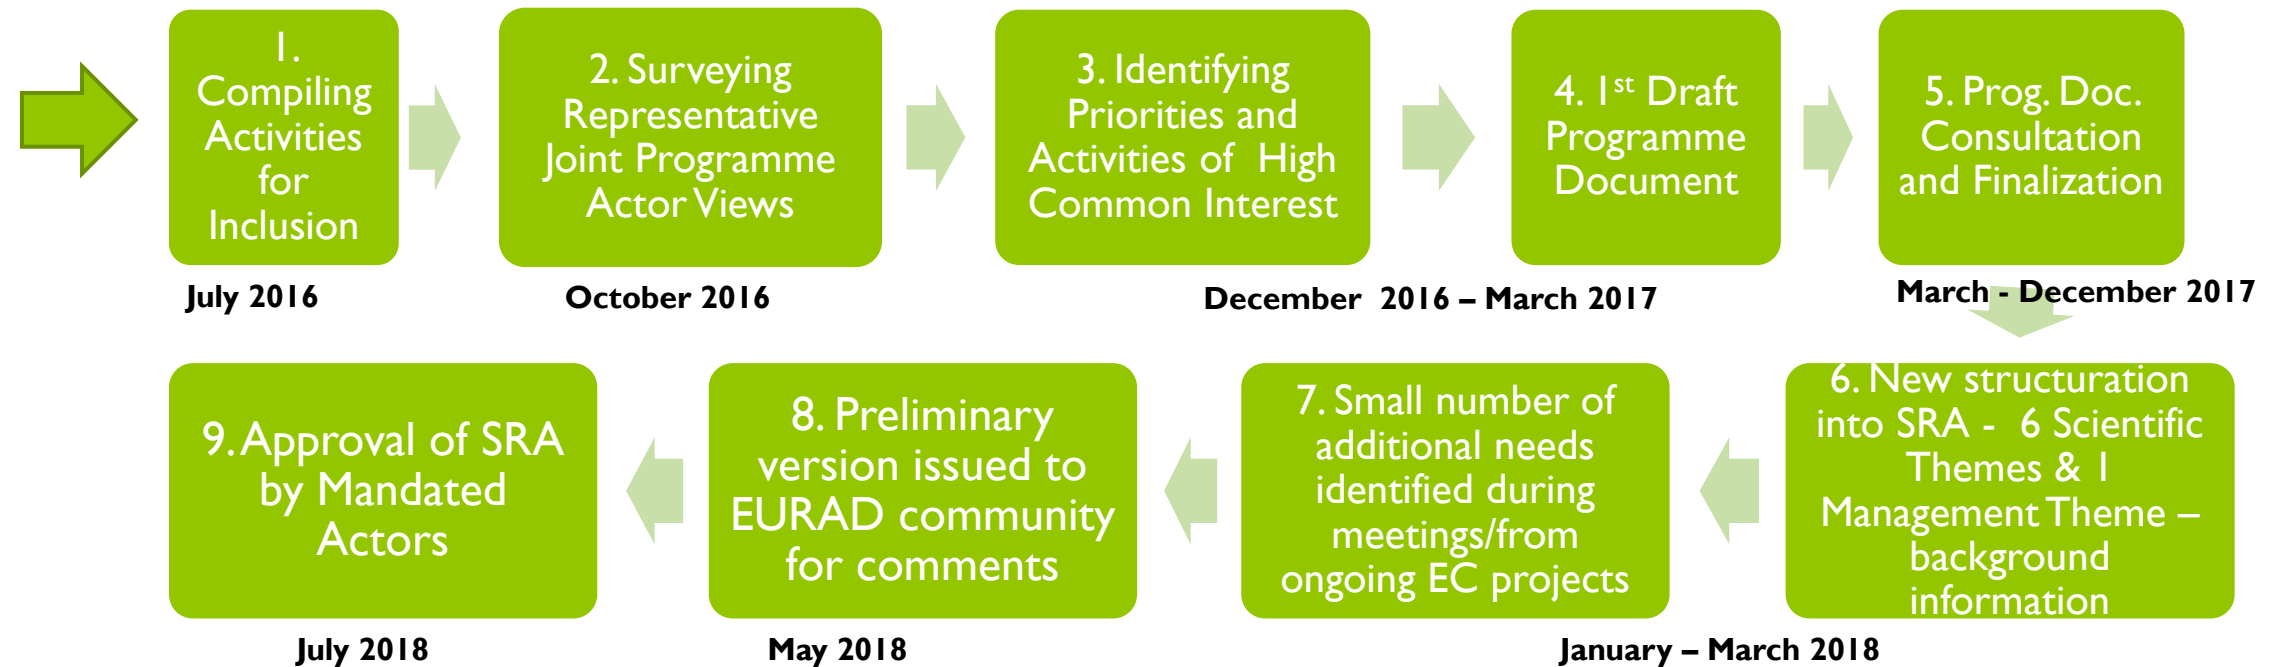 1.
Compiling
Activities
for
Inclusion
2. Surveying
Representative
Joint Programme
Actor Views
3. Identifying
Priorities and
Activities of High
Common Interest
4. 1st Draft
Programme
Document
5. Prog. Doc.
Consultation
and Finalization
July 2016
October 2016
December 2016 – March 2017
March - December 2017
6. New structuration
into SRA - 6 Scientific
Themes & 1
Management Theme –
background
information
7. Small number of
additional needs
identified during
meetings/from
ongoing EC projects
8. Preliminary
version issued to
EURAD community
for comments
9. Approval of SRA
by Mandated
Actors
January – March 2018
May 2018
July 2018